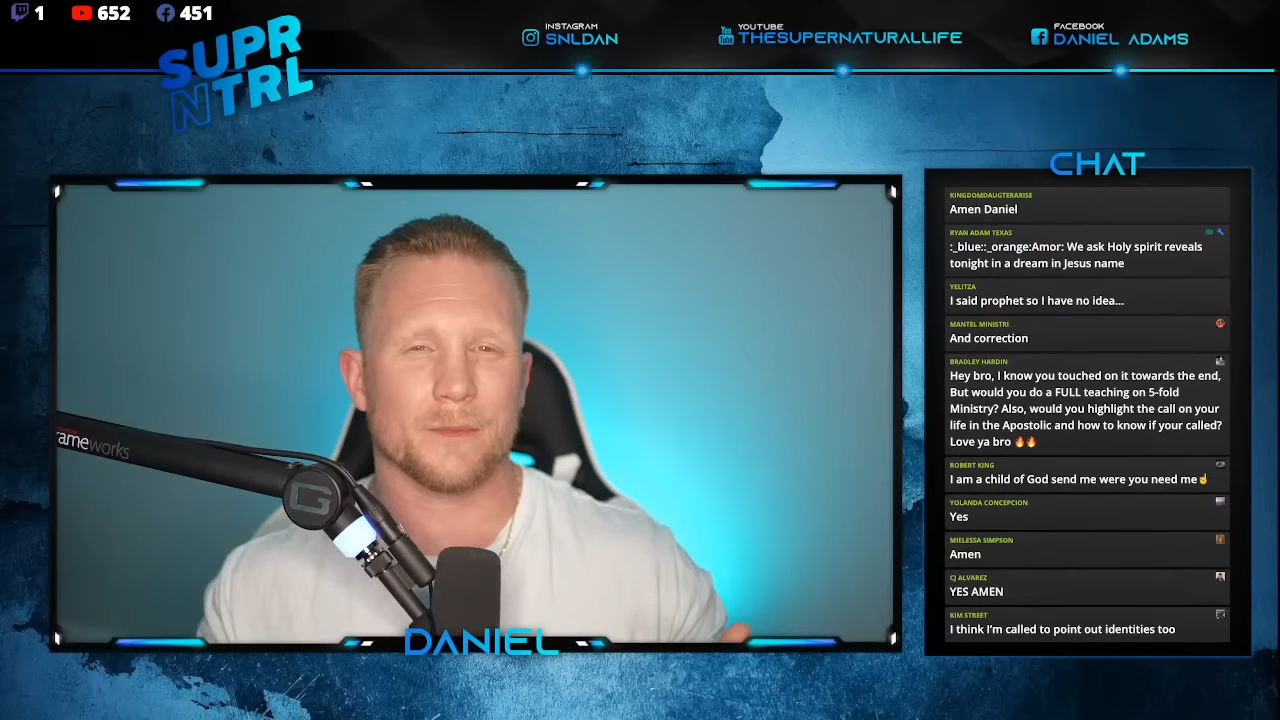 1 652 451
SUPR
NTRL
INSTAGRAM
SNLDAN
YOUTUBE
You
Tube
THESUPERNATURALLIFE
FACEBOOK
DANIEL ADAMS
CHAT
KINGDOMDAUGTERARISE
Amen Daniel
RYAN ADAM TEXAS
:_blue::_orange:Amor: We ask Holy spirit reveals
tonight in a dream in Jesus name
YELITZA
I said prophet so I have no idea...
MANTEL MINISTRI
And correction
BRADLEY HARDIN
Hey bro, I know you touched on it towards the end,
But would you do a FULL teaching on 5-fold
Ministry? Also, would you highlight the call on your
life in the Apostolic and how to know if your called?
Love ya bro 🔥🔥
ROBERT KING
I am a child of God send me were you need me☝
YOLANDA CONCEPCION
Yes
MIELESSA SIMPSON
Amen
CJ ALVAREZ
YES AMEN
KIM STREET
I think I'm called to point out identities too
rameworks
G
DANIEL